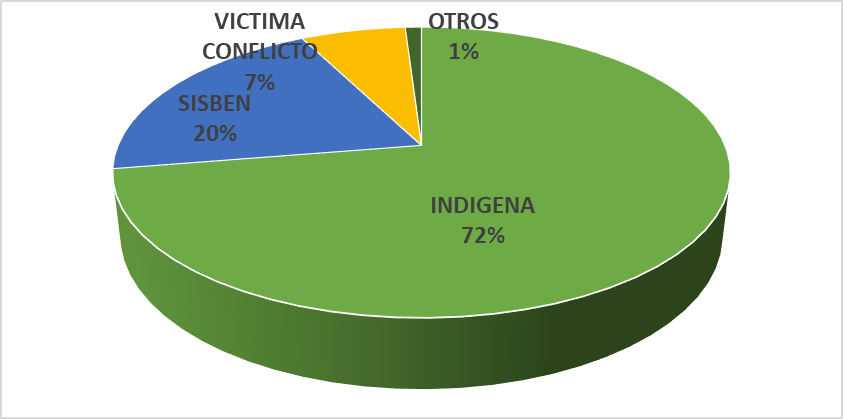 VICTIMA
CONFLICTO
7%
OTROS
1%
SISBEN
20%
INDIGENA
72%